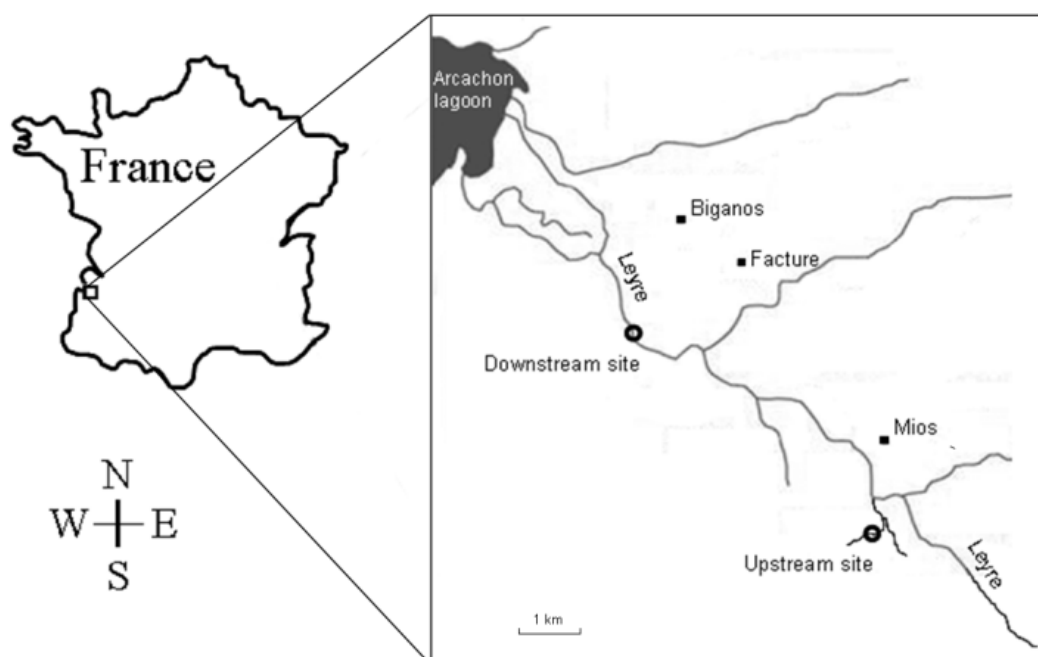 France
N
W E
S
Arcachon
lagoon
Biganos
Facture
Leyre
Downstream site
Mios
Upstream site
Leyre
1 km